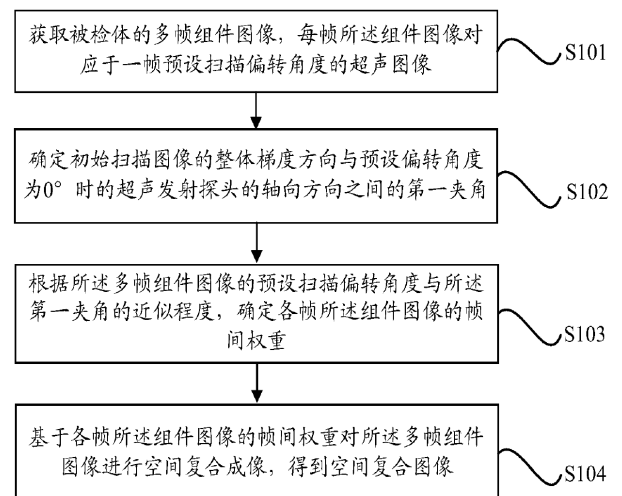 获取被检体的多帧组件图像，每帧所述组件图像对
应于一帧预设扫描偏转角度的超声图像
S101
确定初始扫描图像的整体梯度方向与预设偏转角度
为0°时的超声发射探头的轴向方向之间的第一夹角
S102
根据所述多帧组件图像的预设扫描偏转角度与所述
第一夹角的近似程度，确定各帧所述组件图像的帧
间权重
S103
基于各帧所述组件图像的帧间权重对所述多帧组件
图像进行空间复合成像，得到空间复合图像
S104